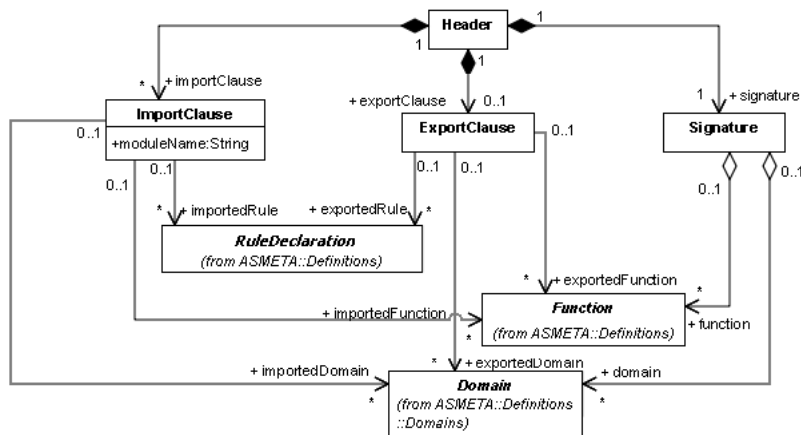 Header
1
1
1
* + importClause
+ exportClause
0..1
1
+ signature
ImportClause
+moduleName:String
ExportClause
Signature
0..1
0..1
0..1
0..1
0..1
0..1
0..1
0..1
* + importedRule
+ exportedRule *
RuleDeclaration
(from ASMETA::Definitions)
* + exportedFunction
*
+ importedFunction
*
Function
(from ASMETA::Definitions)
+ function
+ importedDomain
*
* + exportedDomain
+ domain
*
Domain
(from ASMETA::Definitions
::Domains)